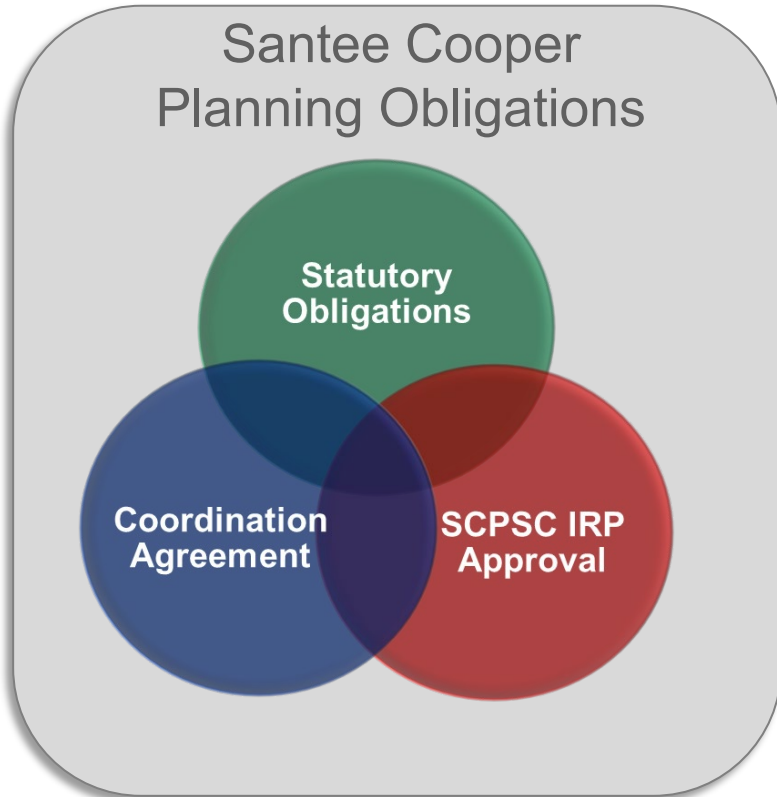 Santee Cooper
Planning Obligations
Statutory
Obligations
Coordination
Agreement
SCPSC IRP
Approval